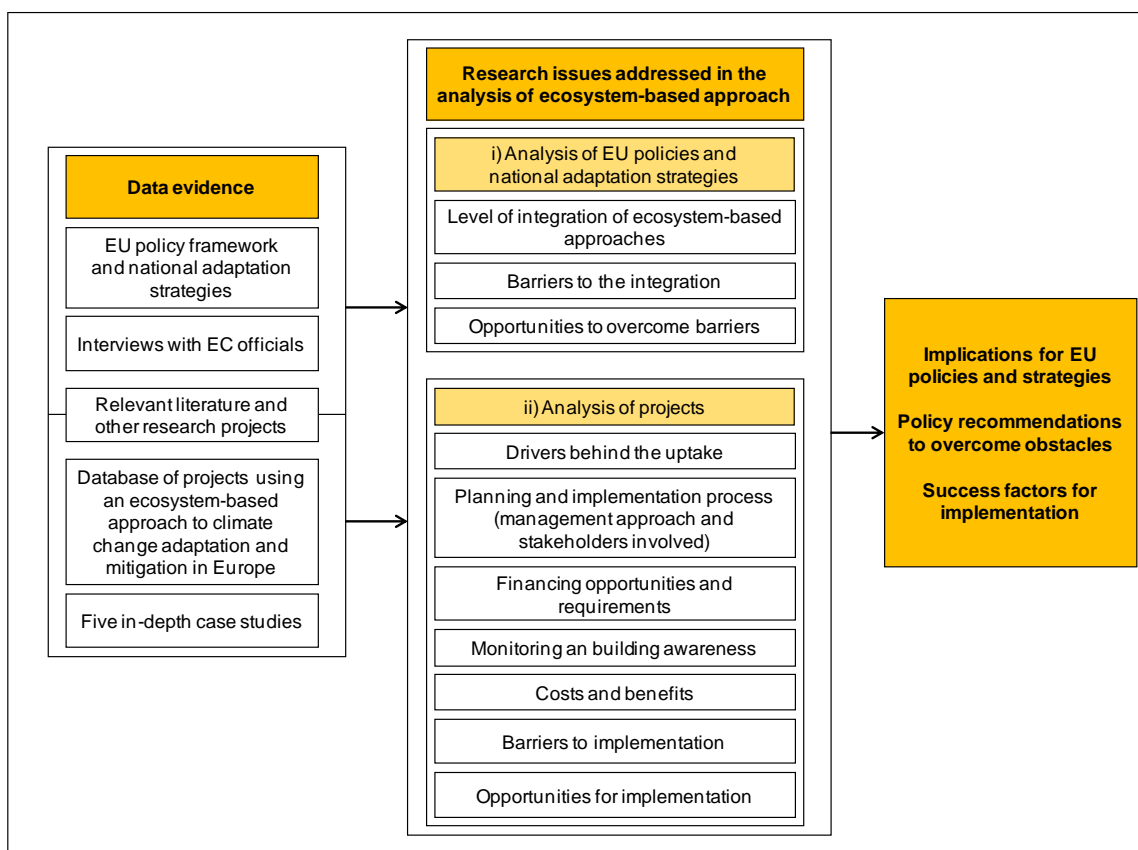 Data evidence
EU policy framework
and national adaptation
strategies
Interviews with EC officials
Relevant literature and
other research projects
Database of projects using
an ecosystem-based
approach to climate
change adaptation and
mitigation in Europe
Five in-depth case studies
Research issues addressed in the
analysis of ecosystem-based approach
i) Analysis of EU policies and
national adaptation strategies
Level of integration of ecosystem-based
approaches
Barriers to the integration
Opportunities to overcome barriers
ii) Analysis of projects
Drivers behind the uptake
Planning and implementation process
(management approach and
stakeholders involved)
Financing opportunities and
requirements
Monitoring an building awareness
Costs and benefits
Barriers to implementation
Opportunities for implementation
Implications for EU
policies and strategies
Policy recommendations
to overcome obstacles
Success factors for
implementation